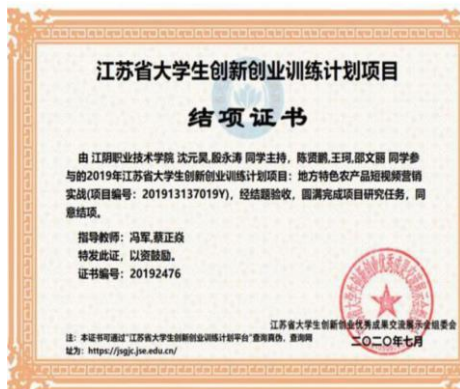 江苏省大学生创新创业训练计划项目
结项证书
由 江阴职业技术学院 沈元昊,殷永涛 同学主持，陈贤鹏,王珂,邵文丽 同学参
与的2019年江苏省大学生创新创业训练计划项目：地方特色农产品短视频营销
实战(项目编号：201913137019Y)，经结题验收，圆满完成项目研究任务，同
意结项。
指导教师：冯军,蔡正焱
特发此证，以资鼓励。
证书编号：20192476
江苏省大学生创新创业优秀成果交流展示会组委会
二〇二〇年七月
注：本证书可通过"江苏省大学生创新创业训练计划平台"查询真伪，查询网
址为：https://jsgjc.jse.edu.cn/